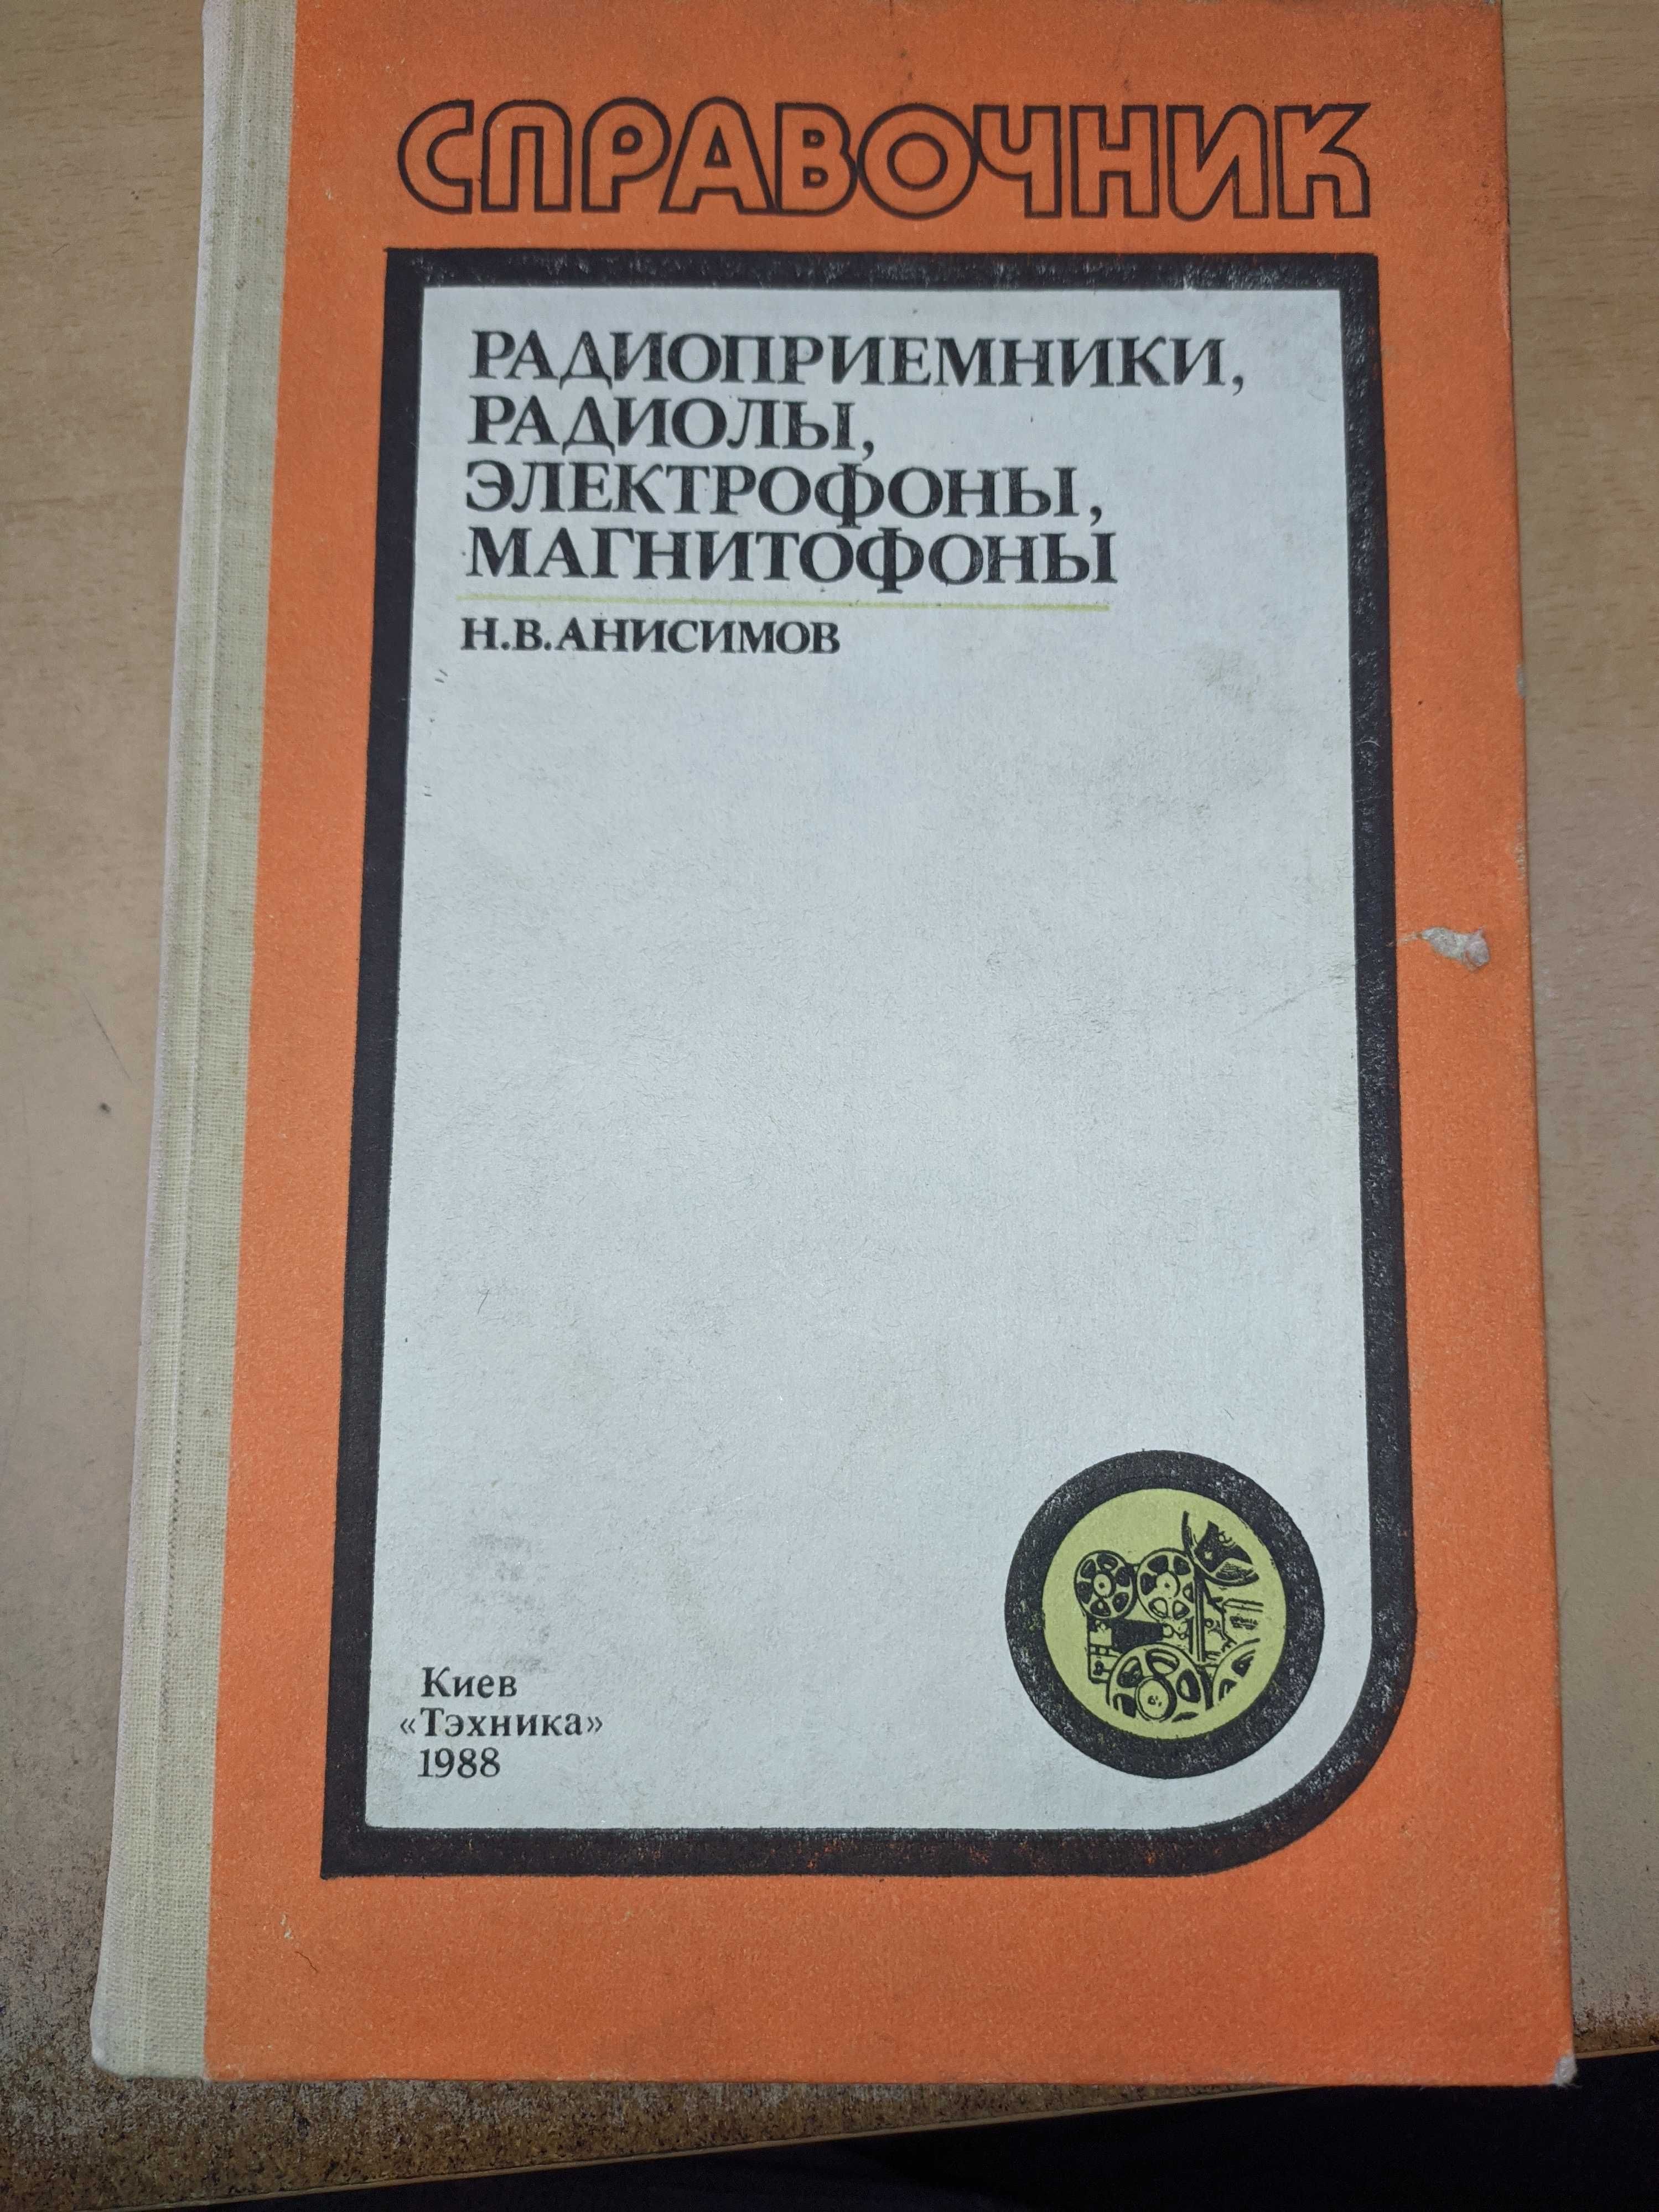 СПРАВОЧНИК
РАДИОПРИЕМНИКИ,
РАДИОЛЫ,
ЭЛЕКТРОФОНЫ,
МАГНИТОФОНЫ
Н.В.АНИСИМОВ
Киев
«Тэхника»
1988